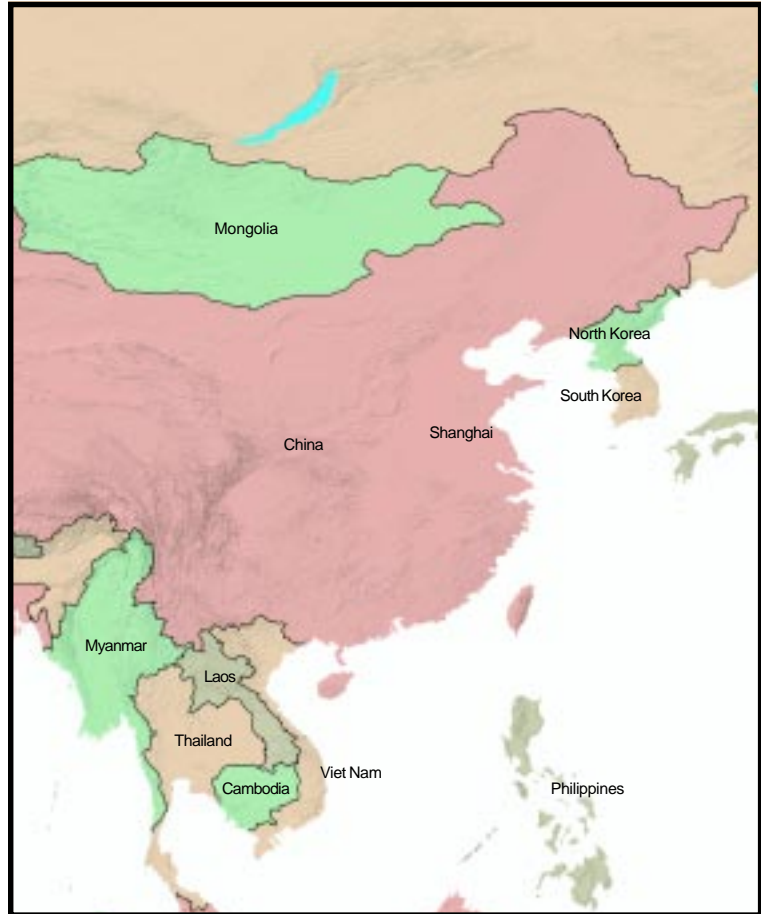 Mongolia
North Korea
South Korea
Shanghai
China
Myanmar
Laos
Thailand
Viet Nam
Cambodia
Philippines